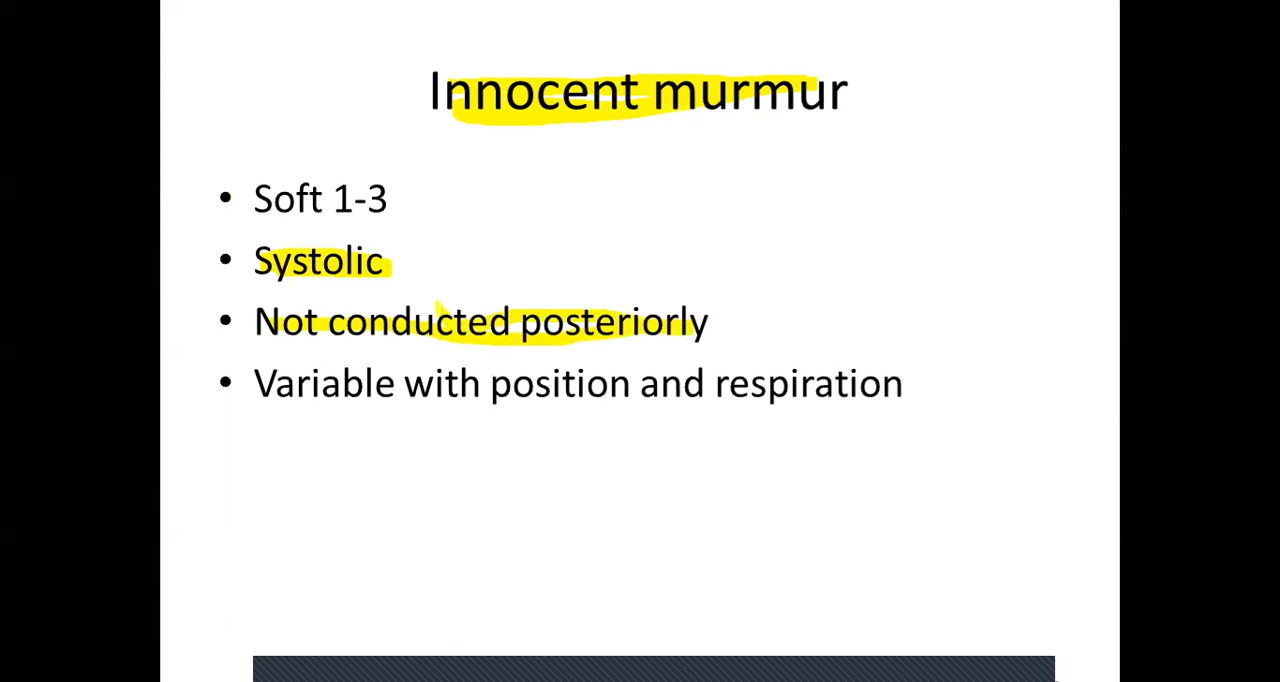 Innocent murmur
• Soft 1-3
• Systolic
• Not conducted posteriorly
• Variable with position and respiration